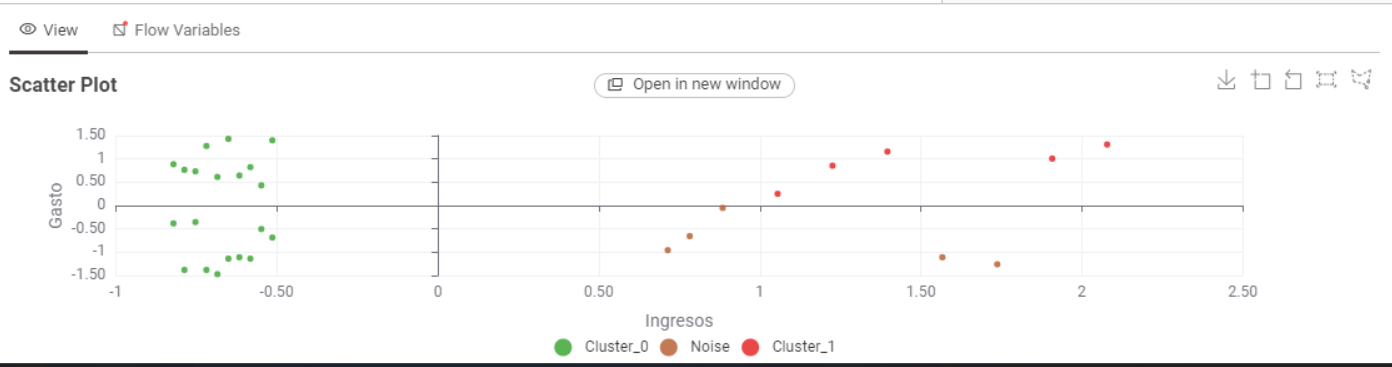 View Flow Variables
Scatter Plot Open in new window
1.50
1
0.50
0
-0.50
-1
-1.50
Gasto
-1 -0.50 0 0.50 1 1.50 2 2.50
Ingresos
Cluster_0 Noise Cluster_1